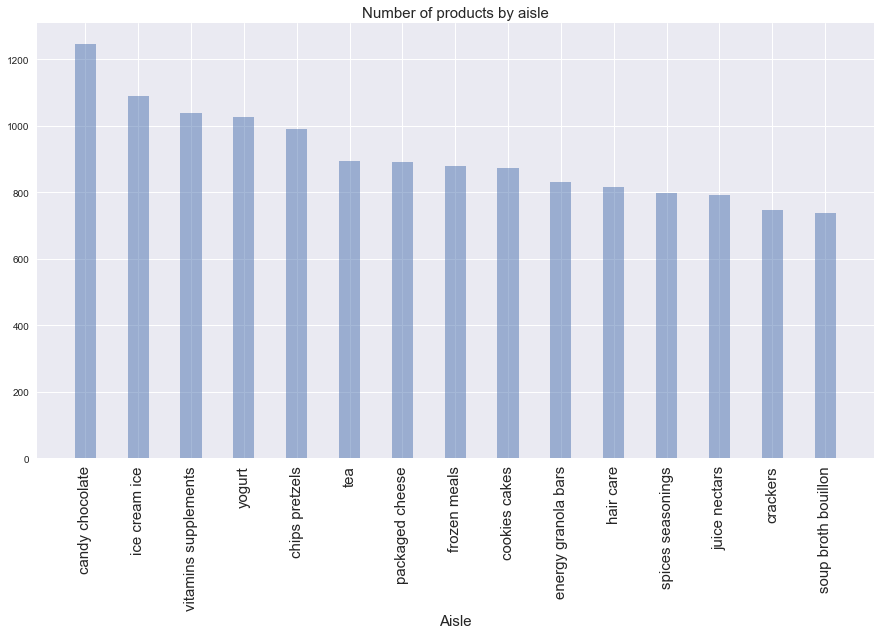 Number of products by aisle
1200
1000
800
600
400
200
0
candy chocolate
ice cream ice
vitamins supplements
yogurt
chips pretzels
tea
packaged cheese
frozen meals
cookies cakes
energy granola bars
hair care
spices seasonings
juice nectars
crackers
soup broth bouillon
Aisle